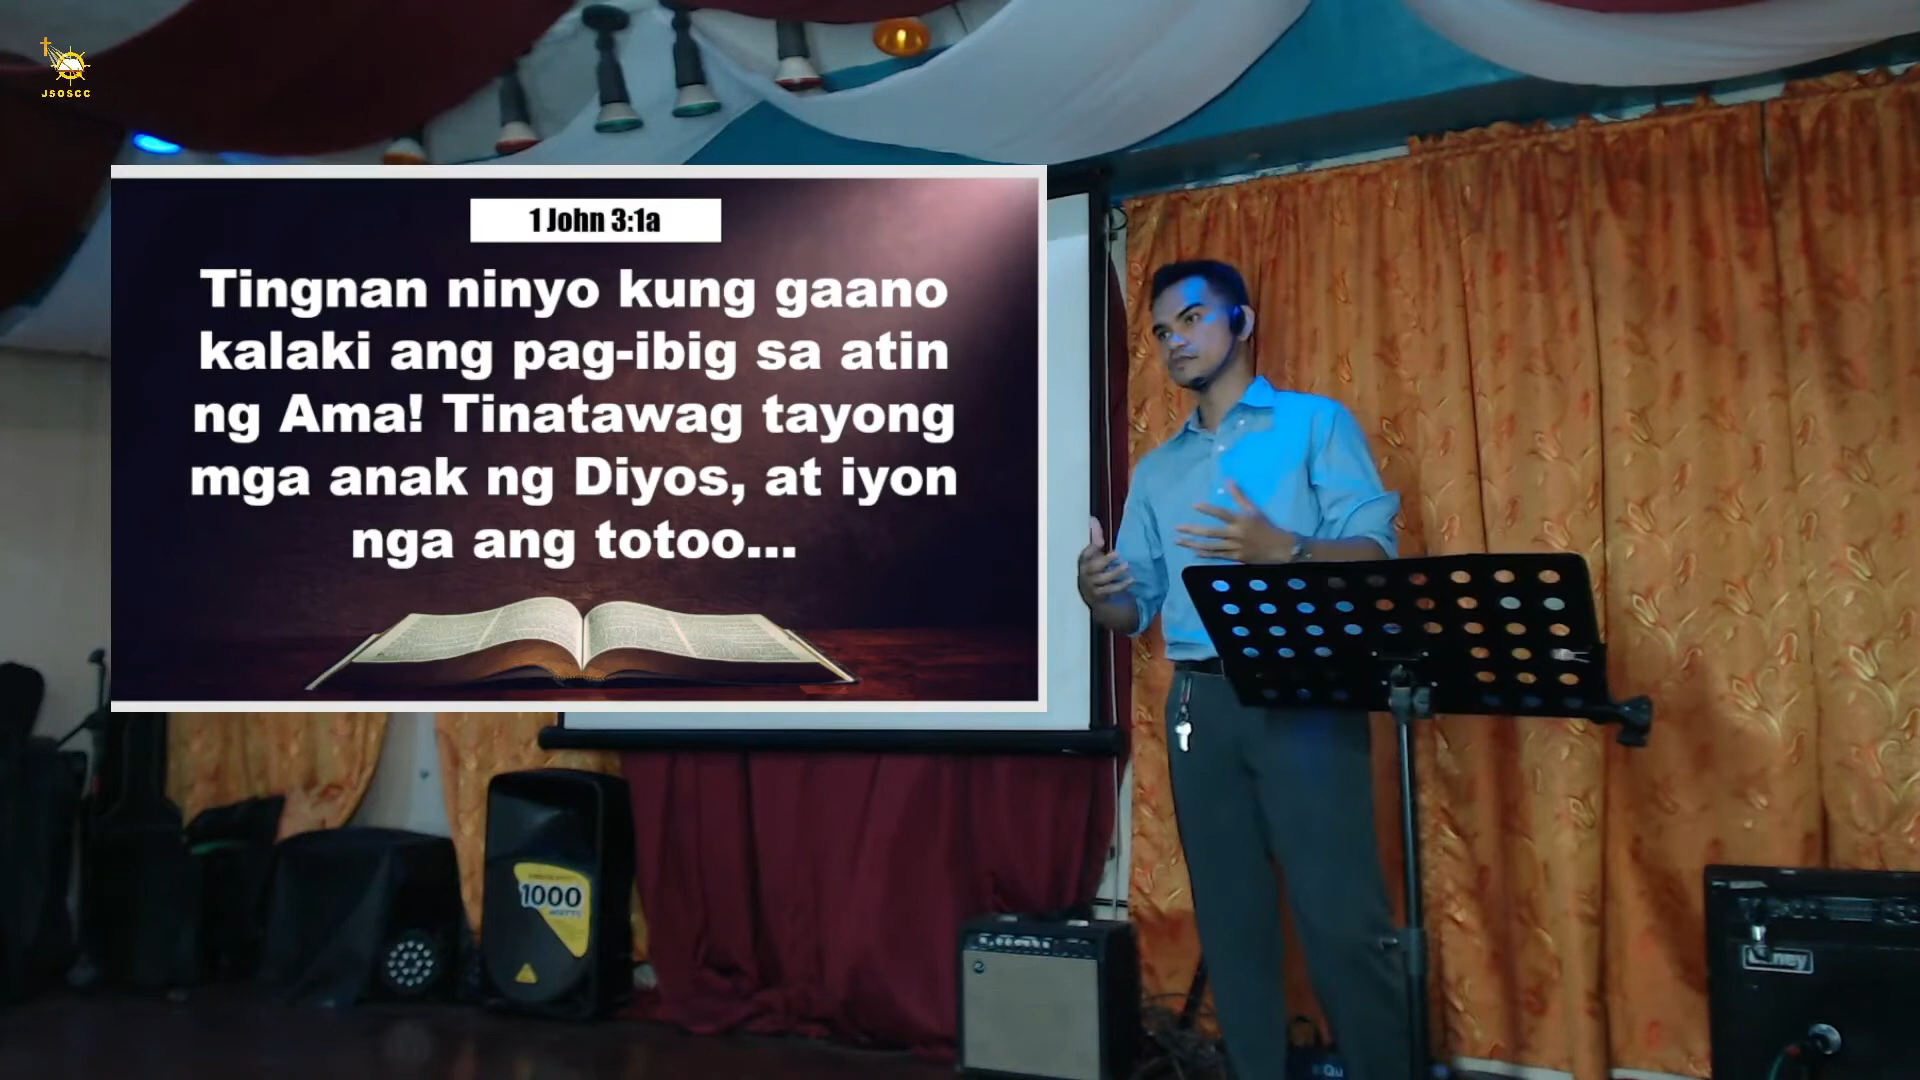 JSOSCC
1 John 3:1a
Tingnan ninyo kung gaano
kalaki ang pag-ibig sa atin
ng Ama! Tinatawag tayong
mga anak ng Diyos, at iyon
nga ang totoo...
1000